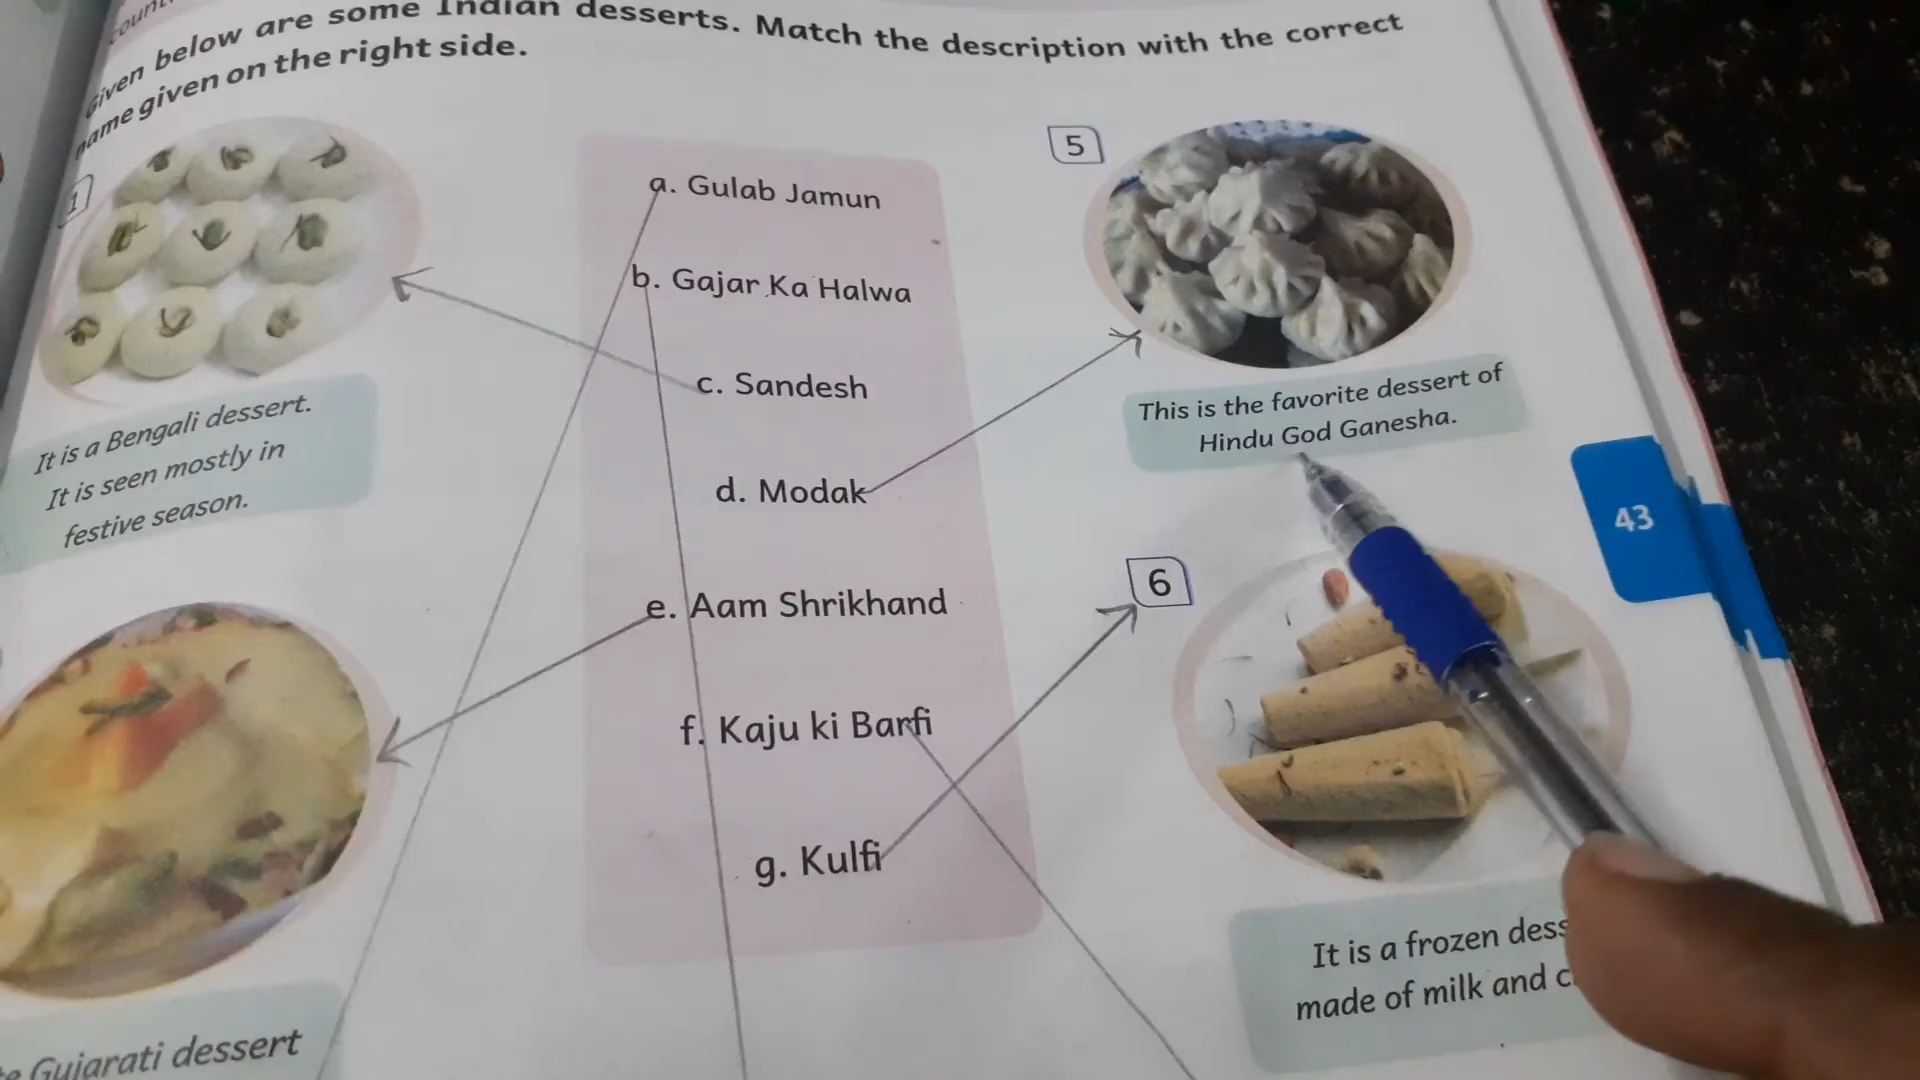 Given below are some Indian desserts. Match the description with the correct
name given on the right side.
1
It is a Bengali dessert.
It is seen mostly in
festive season.
Gujarati dessert
a. Gulab Jamun
b. Gajar Ka Halwa
c. Sandesh
d. Modak
e. Aam Shrikhand
f. Kaju ki Barfi
g. Kulfi
5
This is the favorite dessert of
Hindu God Ganesha.
6
It is a frozen
made of milk and
43